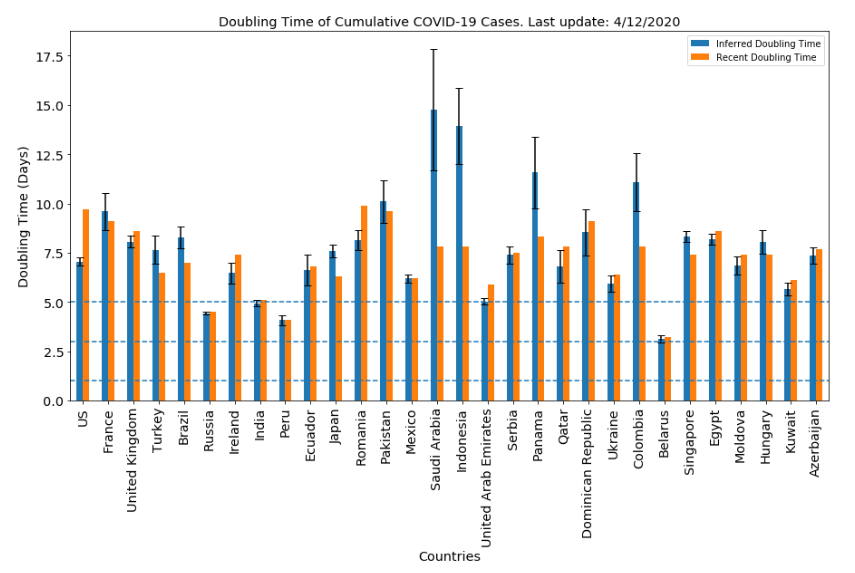 Doubling Time of Cumulative COVID-19 Cases. Last update: 4/12/2020
Inferred Doubling Time
Recent Doubling Time
Doubling Time (Days)
17.5
15.0
12.5
10.0
7.5
5.0
2.5
0.0
US
France
United Kingdom
Turkey
Brazil
Russia
Ireland
India
Peru
Ecuador
Japan
Romania
Pakistan
Mexico
Saudi Arabia
Indonesia
United Arab Emirates
Serbia
Panama
Qatar
Dominican Republic
Ukraine
Colombia
Belarus
Singapore
Egypt
Moldova
Hungary
Kuwait
Azerbaijan
Countries